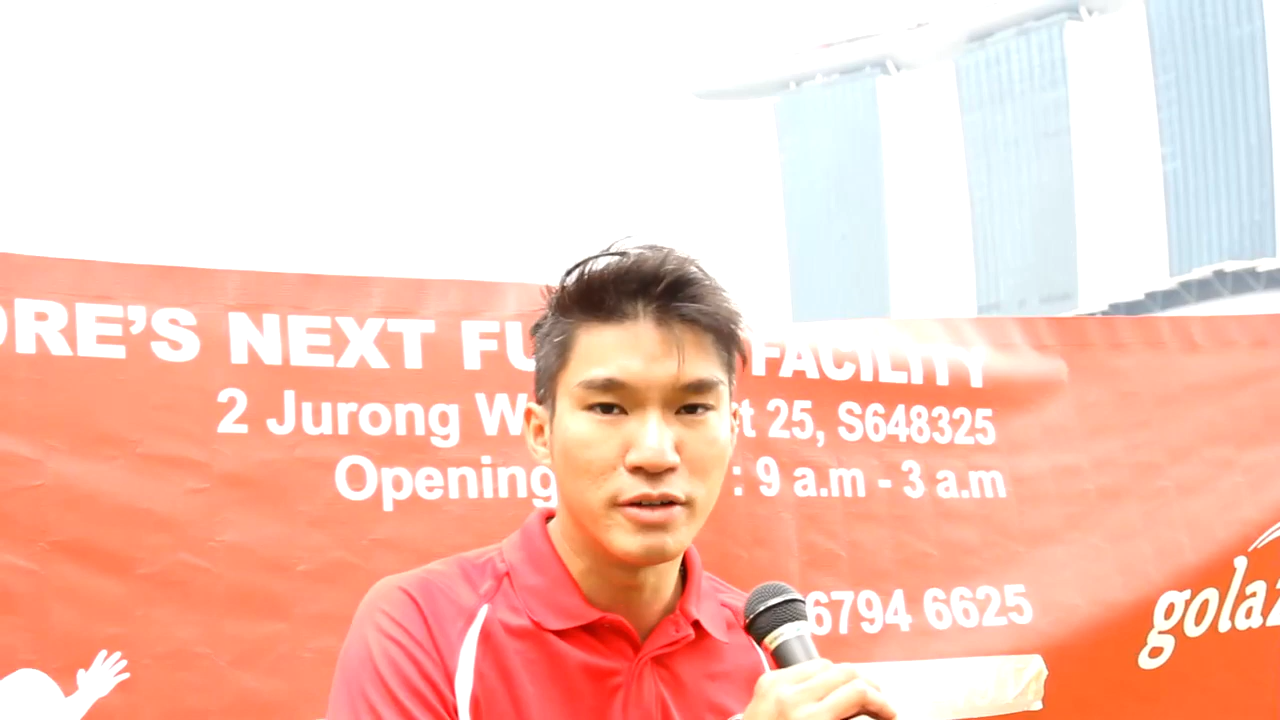 ORE'S NEXT FU FACILITY
2 Jurong W t 25, S648325
Opening : 9 a.m - 3 a.m
6794 6625
gola